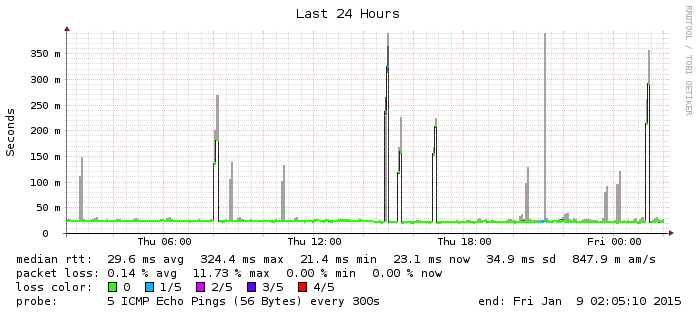 Last 24 Hours
RRDTOOL / TOBI OETIKER
Seconds
350 m
300 m
250 m
200 m
150 m
100 m
50 m
0
Thu 06:00 Thu 12:00 Thu 18:00 Fri 00:00
median rtt: 29.6 ms avg 324.4 ms max 21.4 ms min 23.1 ms now 34.9 ms sd 847.9 m am/s
packet loss: 0.14 % avg 11.73 % max 0.00 % min 0.00 % now
loss color: 0 1/5 2/5 3/5 4/5
probe: 5 ICMP Echo Pings (56 Bytes) every 300s end: Fri Jan 9 02:05:10 2015